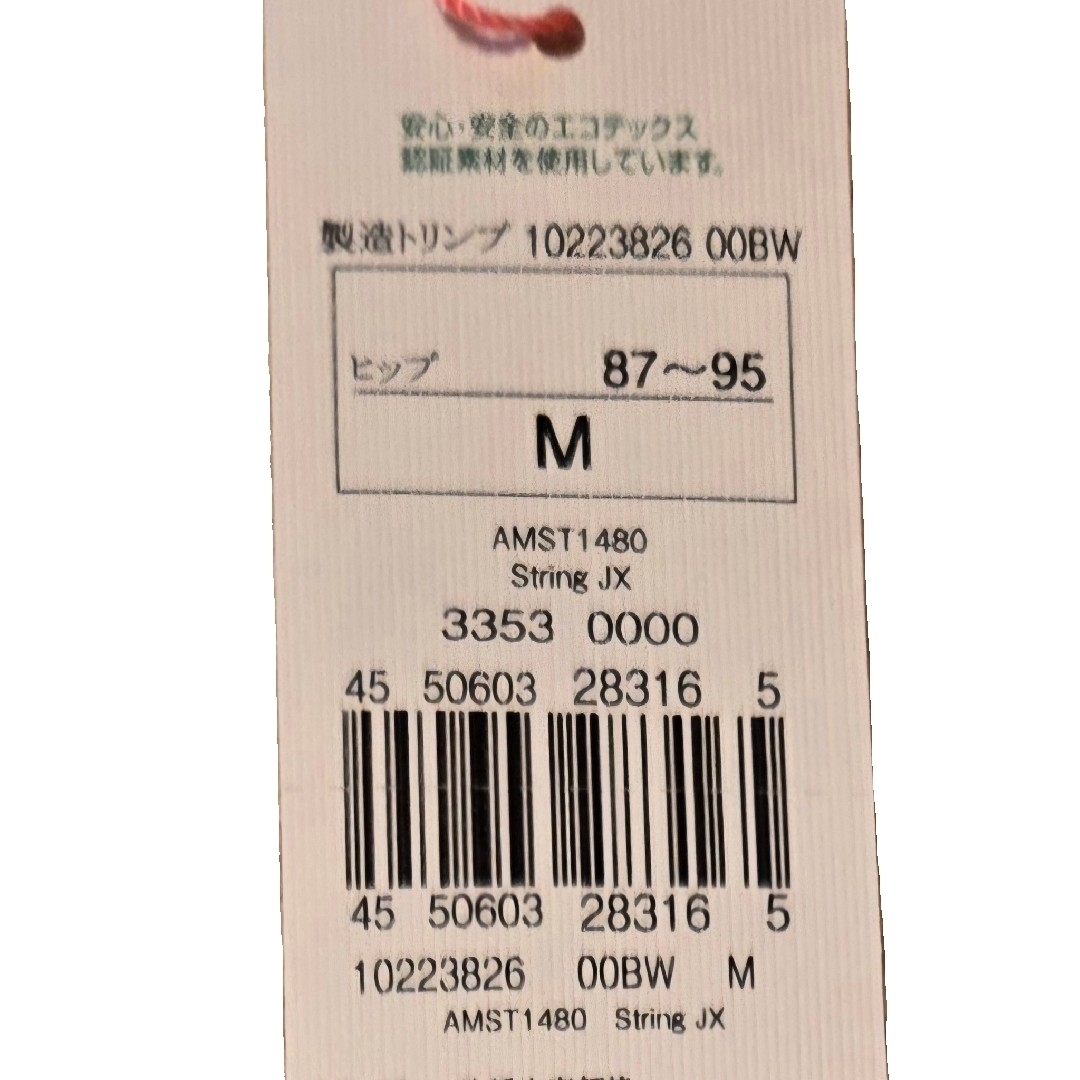 安心・安全のエコテックス
認証素材を使用しています。
製造トリンプ 10223826 00BW
ヒップ 87～95
M
AMST1480
String JX
3353 0000
45 50603 28316 5
45 50603 28316 5
10223826 00BW M
AMST1480 String JX